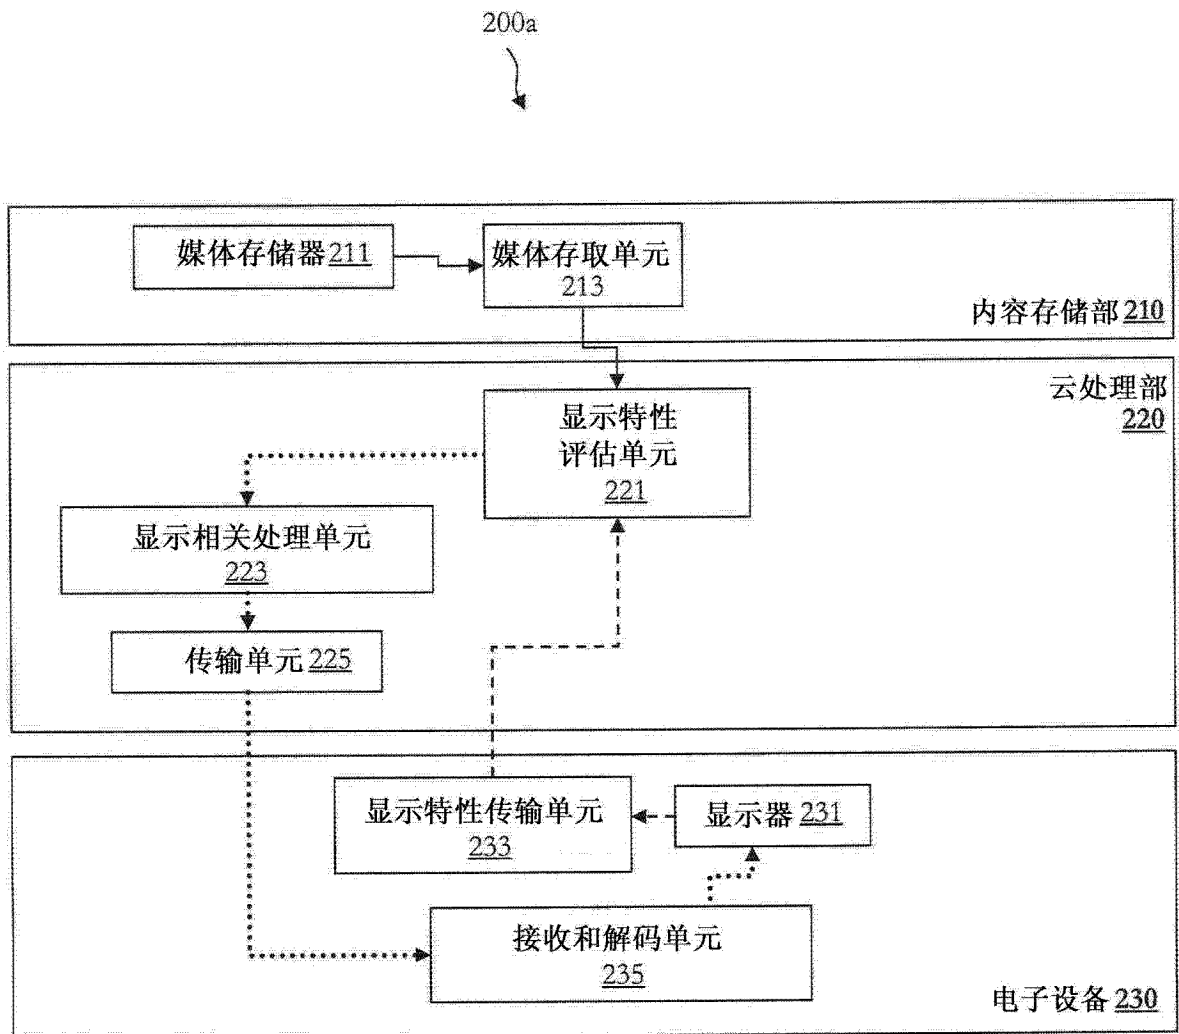 200a
媒体存储器211
媒体存取单元
213
内容存储部210
云处理部
220
显示特性
评估单元
221
显示相关处理单元
223
传输单元225
显示特性传输单元
233
显示器231
接收和解码单元
235
电子设备230